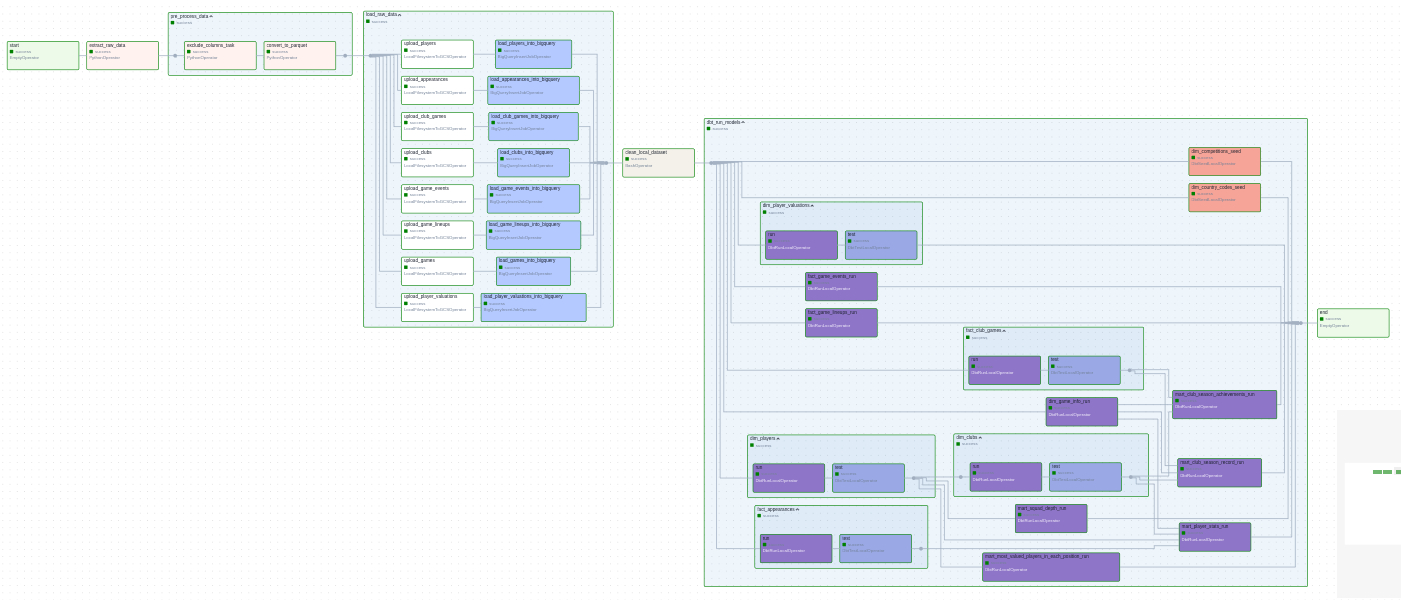 start
success
EmptyOperator
extract_raw_data
success
PythonOperator
pre_process_data
success
exclude_columns_task
success
PythonOperator
convert_to_parquet
success
PythonOperator
load_raw_data
success
upload_players
success
LocalFilesystemToGCSOperator
load_players_into_bigquery
success
BigQueryInsertJobOperator
upload_appearances
success
LocalFilesystemToGCSOperator
load_appearances_into_bigquery
success
BigQueryInsertJobOperator
upload_club_games
success
LocalFilesystemToGCSOperator
load_club_games_into_bigquery
success
BigQueryInsertJobOperator
upload_clubs
success
LocalFilesystemToGCSOperator
load_clubs_into_bigquery
success
BigQueryInsertJobOperator
upload_game_events
success
LocalFilesystemToGCSOperator
load_game_events_into_bigquery
success
BigQueryInsertJobOperator
upload_game_lineups
success
LocalFilesystemToGCSOperator
load_game_lineups_into_bigquery
success
BigQueryInsertJobOperator
upload_games
success
LocalFilesystemToGCSOperator
load_games_into_bigquery
success
BigQueryInsertJobOperator
upload_player_valuations
success
LocalFilesystemToGCSOperator
load_player_valuations_into_bigquery
success
BigQueryInsertJobOperator
clean_local_dataset
success
BashOperator
dbt_run_models
success
dim_competitions_seed
success
DbtSeedLocalOperator
dim_country_codes_seed
success
DbtSeedLocalOperator
dim_player_valuations
success
run
DbtRunLocalOperator
test
success
DbtTestLocalOperator
fact_game_events_run
DbtRunLocalOperator
fact_game_lineups_run
DbtRunLocalOperator
end
success
EmptyOperator
fact_club_games
success
run
DbtRunLocalOperator
test
success
DbtTestLocalOperator
mart_club_season_achievements_run
DbtRunLocalOperator
dim_game_info_run
DbtRunLocalOperator
dim_players
success
run
DbtRunLocalOperator
test
success
DbtTestLocalOperator
dim_clubs
success
run
DbtRunLocalOperator
test
success
DbtTestLocalOperator
mart_club_season_record_run
DbtRunLocalOperator
fact_appearances
success
run
DbtRunLocalOperator
test
success
DbtTestLocalOperator
mart_squad_depth_run
DbtRunLocalOperator
mart_player_stats_run
DbtRunLocalOperator
mart_most_valued_players_in_each_position_run
DbtRunLocalOperator